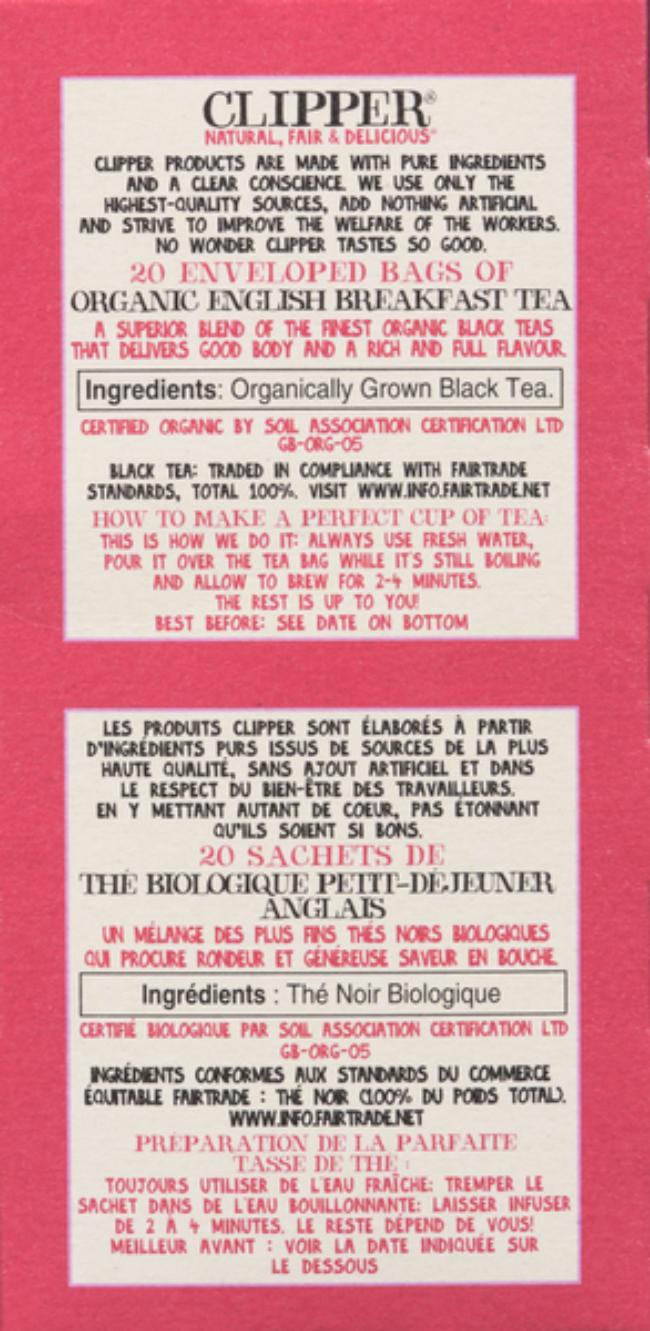 CLIPPER®
NATURAL, FAIR & DELICIOUS®
CLIPPER PRODUCTS ARE MADE WITH PURE INGREDIENTS
AND A CLEAR CONSCIENCE. WE USE ONLY THE
HIGHEST-QUALITY SOURCES, ADD NOTHING ARTIFICIAL
AND STRIVE TO IMPROVE THE WELFARE OF THE WORKERS.
NO WONDER CLIPPER TASTES SO GOOD.
20 ENVELOPED BAGS OF
ORGANIC ENGLISH BREAKFAST TEA
A SUPERIOR BLEND OF THE FINEST ORGANIC BLACK TEAS
THAT DELIVERS GOOD BODY AND A RICH AND FULL FLAVOUR.
Ingredients: Organically Grown Black Tea.
CERTIFIED ORGANIC BY SOIL ASSOCIATION CERTIFICATION LTD
GB-ORG-05
BLACK TEA: TRADED IN COMPLIANCE WITH FAIRTRADE
STANDARDS, TOTAL 100%. VISIT WWW.INFO.FAIRTRADE.NET
HOW TO MAKE A PERFECT CUP OF TEA:
THIS IS HOW WE DO IT: ALWAYS USE FRESH WATER,
POUR IT OVER THE TEA BAG WHILE IT'S STILL BOILING
AND ALLOW TO BREW FOR 2-4 MINUTES.
THE REST IS UP TO YOU!
BEST BEFORE: SEE DATE ON BOTTOM
LES PRODUITS CLIPPER SONT ÉLABORÉS À PARTIR
D'INGRÉDIENTS PURS ISSUS DE SOURCES DE LA PLUS
HAUTE QUALITÉ, SANS AJOUT ARTIFICIEL ET DANS
LE RESPECT DU BIEN-ÊTRE DES TRAVAILLEURS.
EN Y METTANT AUTANT DE COEUR, PAS ÉTONNANT
QU'ILS SOIENT SI BONS.
20 SACHETS DE
THÉ BIOLOGIQUE PETIT-DÉJEUNER
ANGLAIS
UN MÉLANGE DES PLUS FINS THÉS NOIRS BIOLOGIQUES
QUI PROCURE RONDEUR ET GÉNÉREUSE SAVEUR EN BOUCHE.
Ingrédients : Thé Noir Biologique
CERTIFIÉ BIOLOGIQUE PAR SOIL ASSOCIATION CERTIFICATION LTD
GB-ORG-05
INGRÉDIENTS CONFORMES AUX STANDARDS DU COMMERCE
ÉQUITABLE FAIRTRADE : THÉ NOIR (100% DU POIDS TOTAL).
WWW.INFO.FAIRTRADE.NET
PRÉPARATION DE LA PARFAITE
TASSE DE THÉ :
TOUJOURS UTILISER DE L'EAU FRAÎCHE: TREMPER LE
SACHET DANS DE L'EAU BOUILLONNANTE: LAISSER INFUSER
DE 2 À 4 MINUTES. LE RESTE DÉPEND DE VOUS!
MEILLEUR AVANT : VOIR LA DATE INDIQUÉE SUR
LE DESSOUS